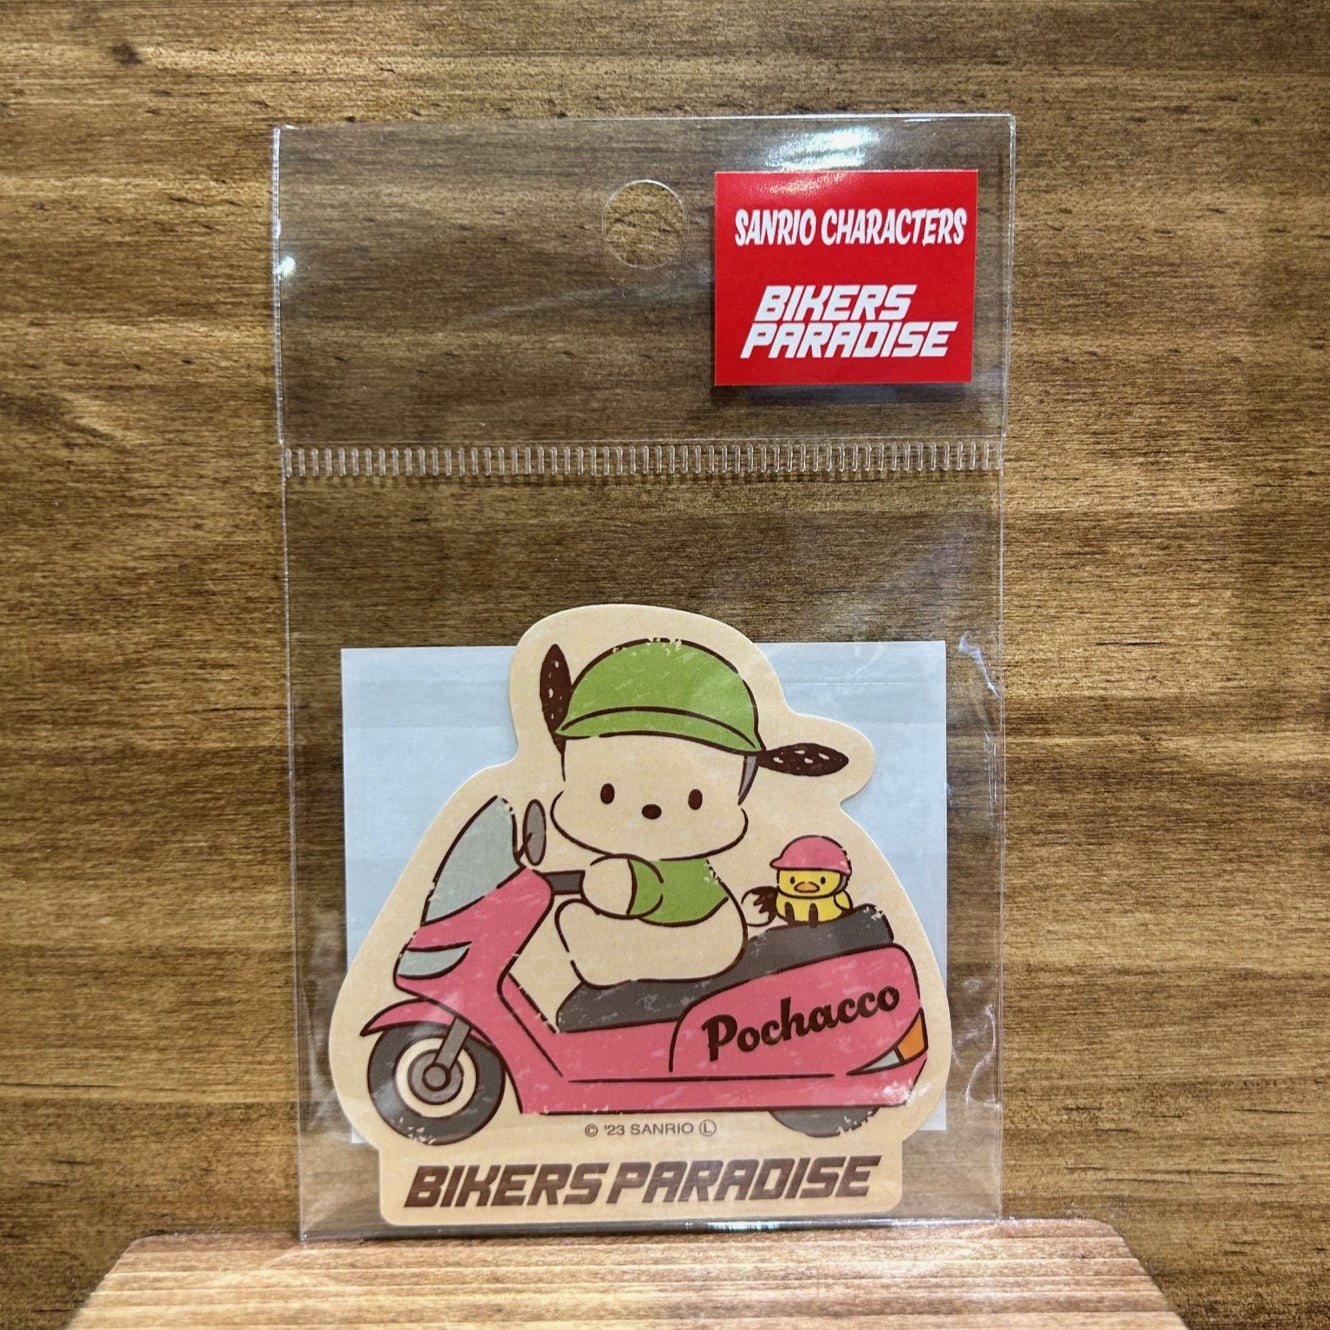 SANRIO CHARACTERS
BIKERS
PARADISE
Pochacco
© '23 SANRIO Ⓛ
BIKERS PARADISE